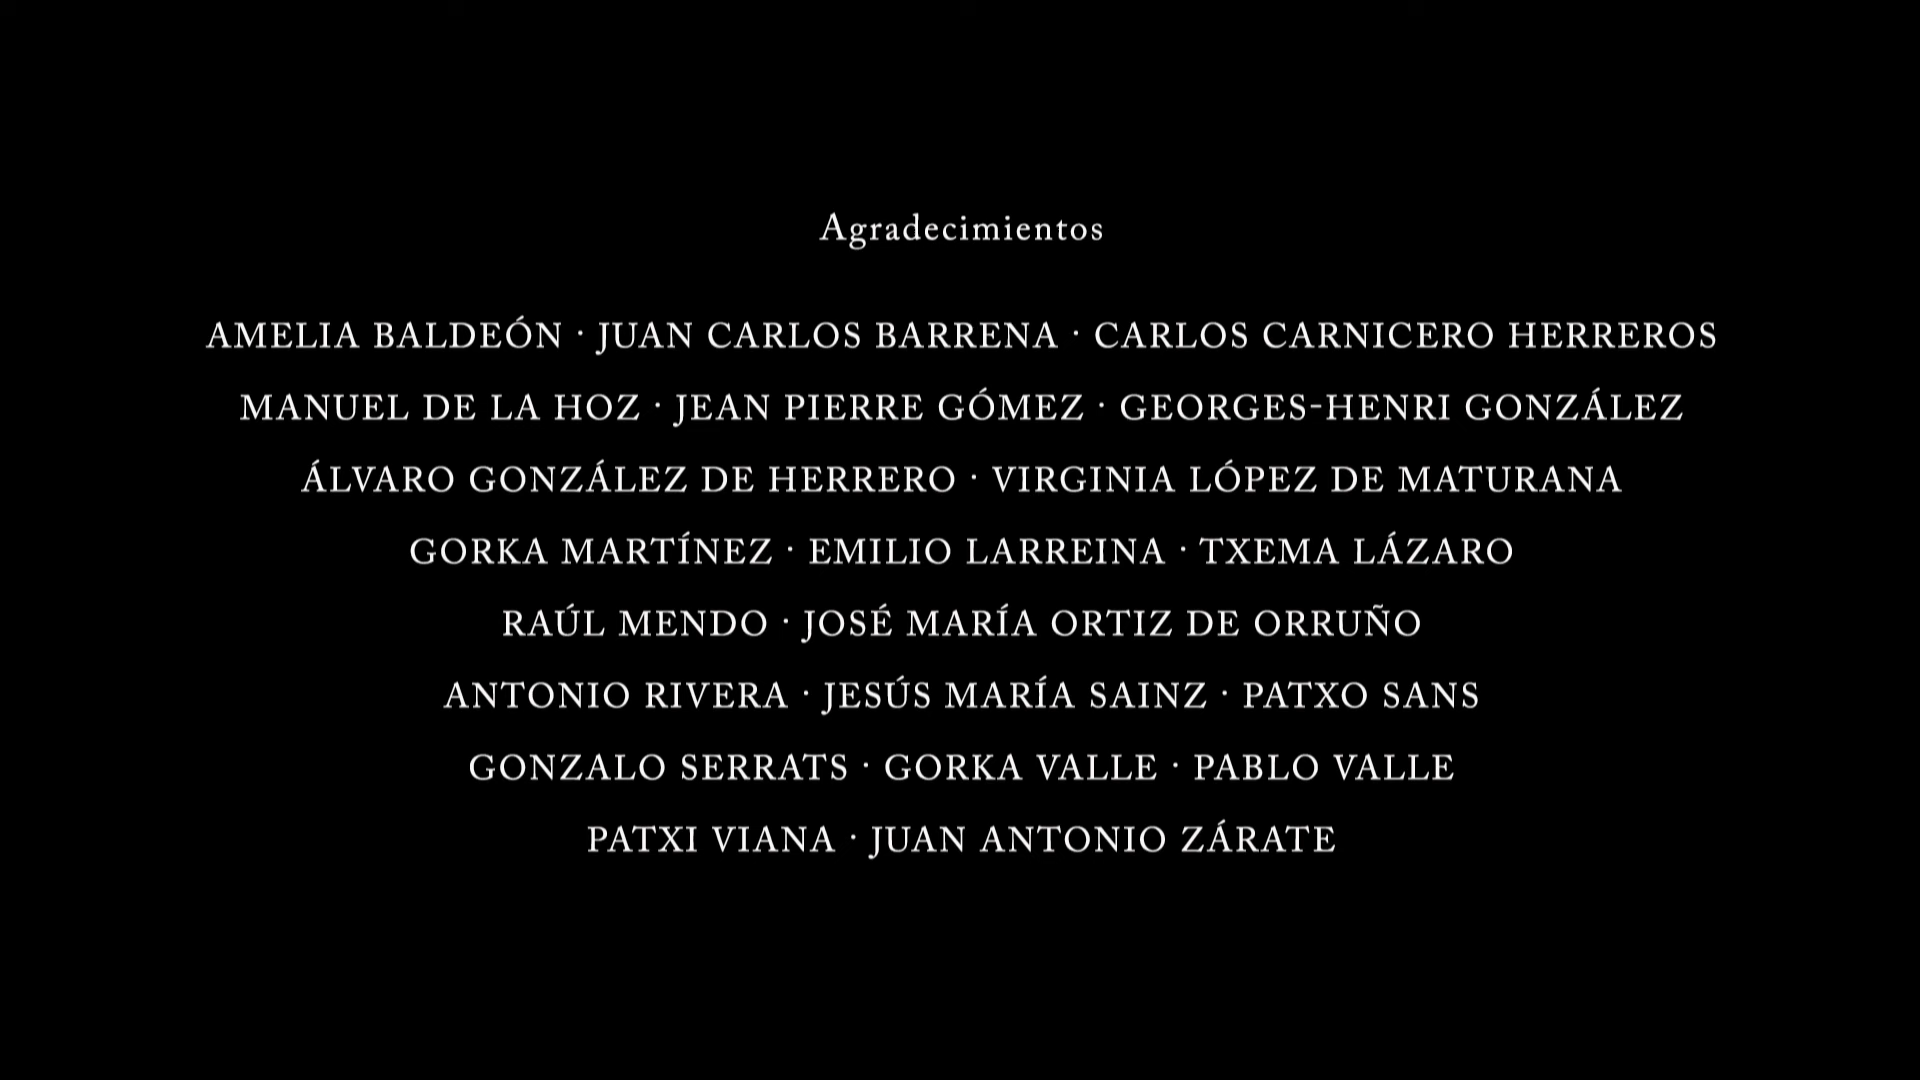 Agradecimientos
AMELIA BALDEÓN · JUAN CARLOS BARRENA · CARLOS CARNICERO HERREROS
MANUEL DE LA HOZ · JEAN PIERRE GÓMEZ · GEORGES-HENRI GONZÁLEZ
ÁLVARO GONZÁLEZ DE HERRERO · VIRGINIA LÓPEZ DE MATURANA
GORKA MARTÍNEZ · EMILIO LARREINA · TXEMA LÁZARO
RAÚL MENDO · JOSÉ MARÍA ORTIZ DE ORRUÑO
ANTONIO RIVERA · JESÚS MARÍA SAINZ · PATXO SANS
GONZALO SERRATS · GORKA VALLE · PABLO VALLE
PATXI VIANA · JUAN ANTONIO ZÁRATE